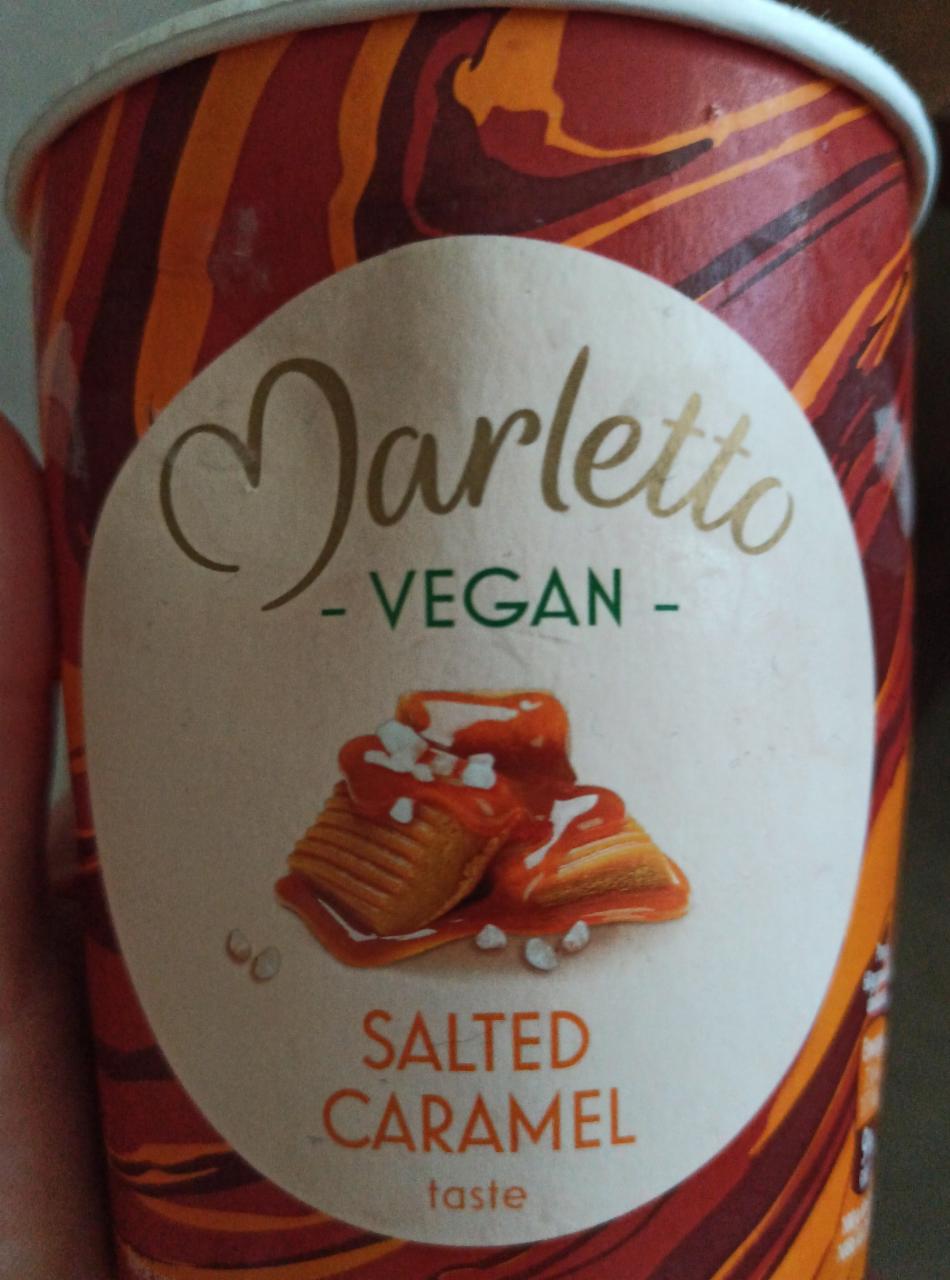 Marletto
- VEGAN -
SALTED
CARAMEL
taste